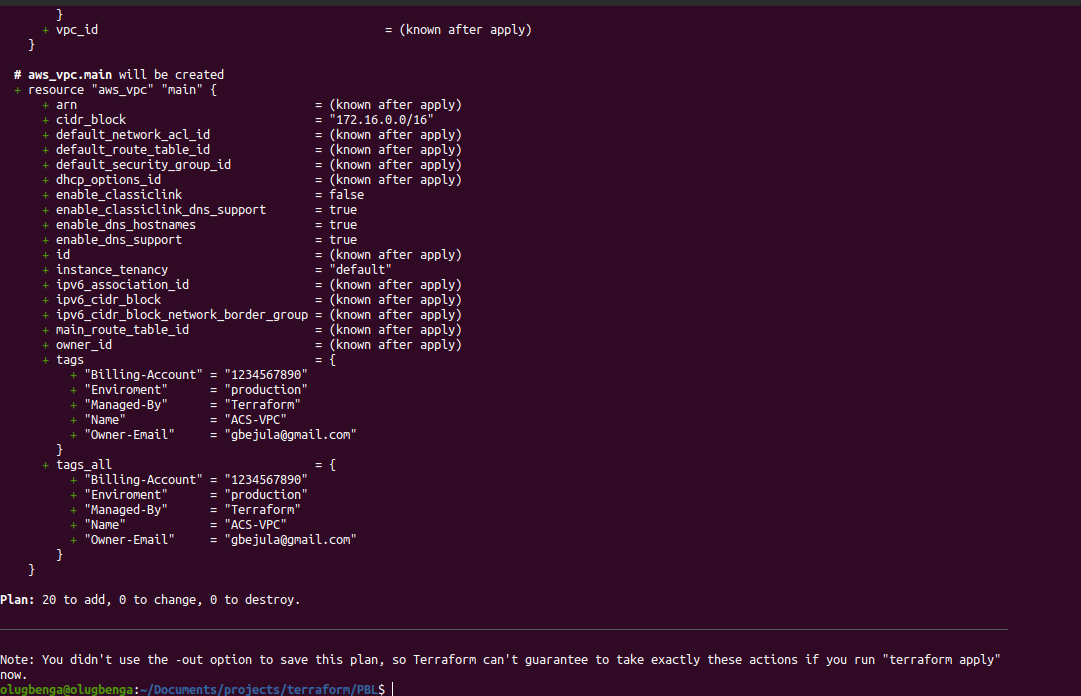 }
+ vpc_id = (known after apply)
}
# aws_vpc.main will be created
+ resource "aws_vpc" "main" {
+ arn = (known after apply)
+ cidr_block = "172.16.0.0/16"
+ default_network_acl_id = (known after apply)
+ default_route_table_id = (known after apply)
+ default_security_group_id = (known after apply)
+ dhcp_options_id = (known after apply)
+ enable_classiclink = false
+ enable_classiclink_dns_support = true
+ enable_dns_hostnames = true
+ enable_dns_support = true
+ id = (known after apply)
+ instance_tenancy = "default"
+ ipv6_association_id = (known after apply)
+ ipv6_cidr_block = (known after apply)
+ ipv6_cidr_block_network_border_group = (known after apply)
+ main_route_table_id = (known after apply)
+ owner_id = (known after apply)
+ tags = {
+ "Billing-Account" = "1234567890"
+ "Enviroment" = "production"
+ "Managed-By" = "Terraform"
+ "Name" = "ACS-VPC"
+ "Owner-Email" = "gbejula@gmail.com"
}
+ tags_all = {
+ "Billing-Account" = "1234567890"
+ "Enviroment" = "production"
+ "Managed-By" = "Terraform"
+ "Name" = "ACS-VPC"
+ "Owner-Email" = "gbejula@gmail.com"
}
}
Plan: 20 to add, 0 to change, 0 to destroy.
Note: You didn't use the -out option to save this plan, so Terraform can't guarantee to take exactly these actions if you run "terraform apply"
now.
olugbenga@olugbenga:~/Documents/projects/terraform/PBL$